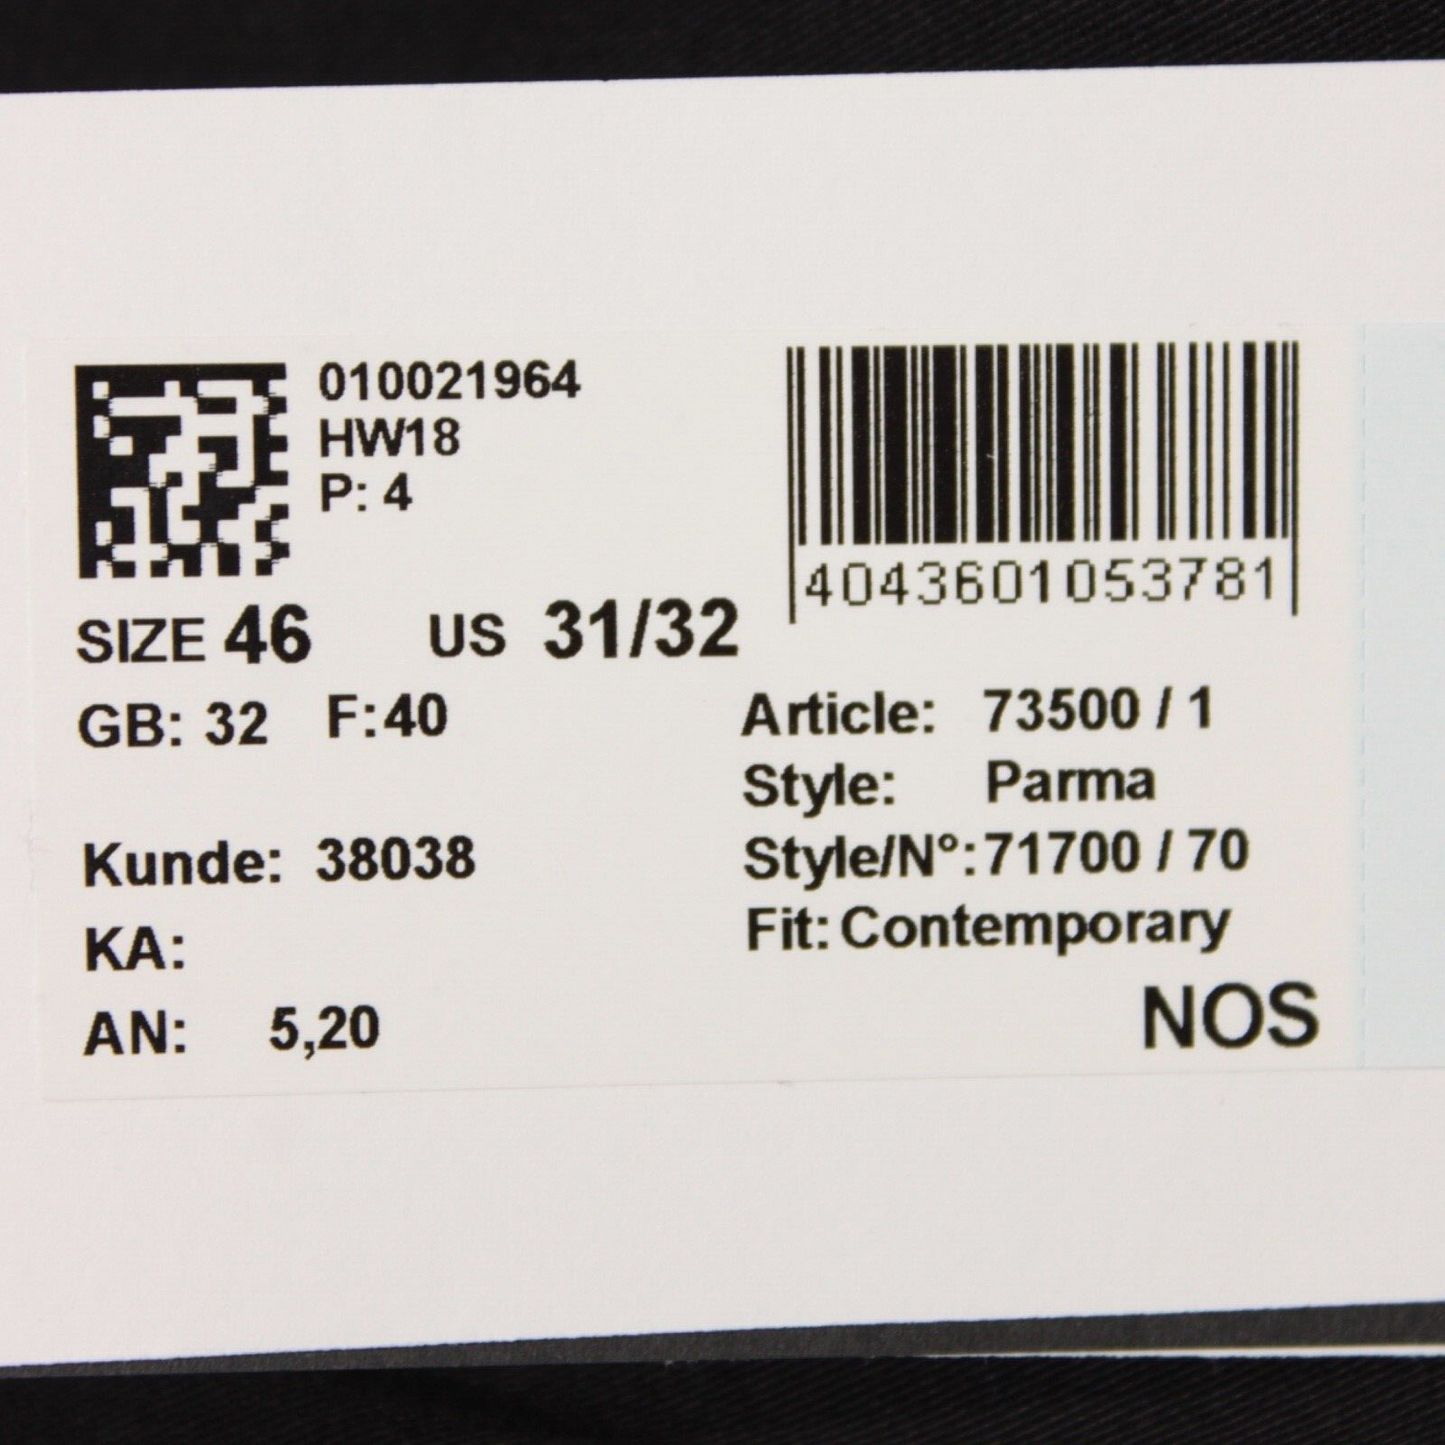 010021964
HW18
P: 4
4043601053781
SIZE 46 US 31/32
GB: 32 F:40
Article: 73500 / 1
Style: Parma
Kunde: 38038
Style/N°: 71700 / 70
KA:
Fit: Contemporary
AN: 5,20
NOS